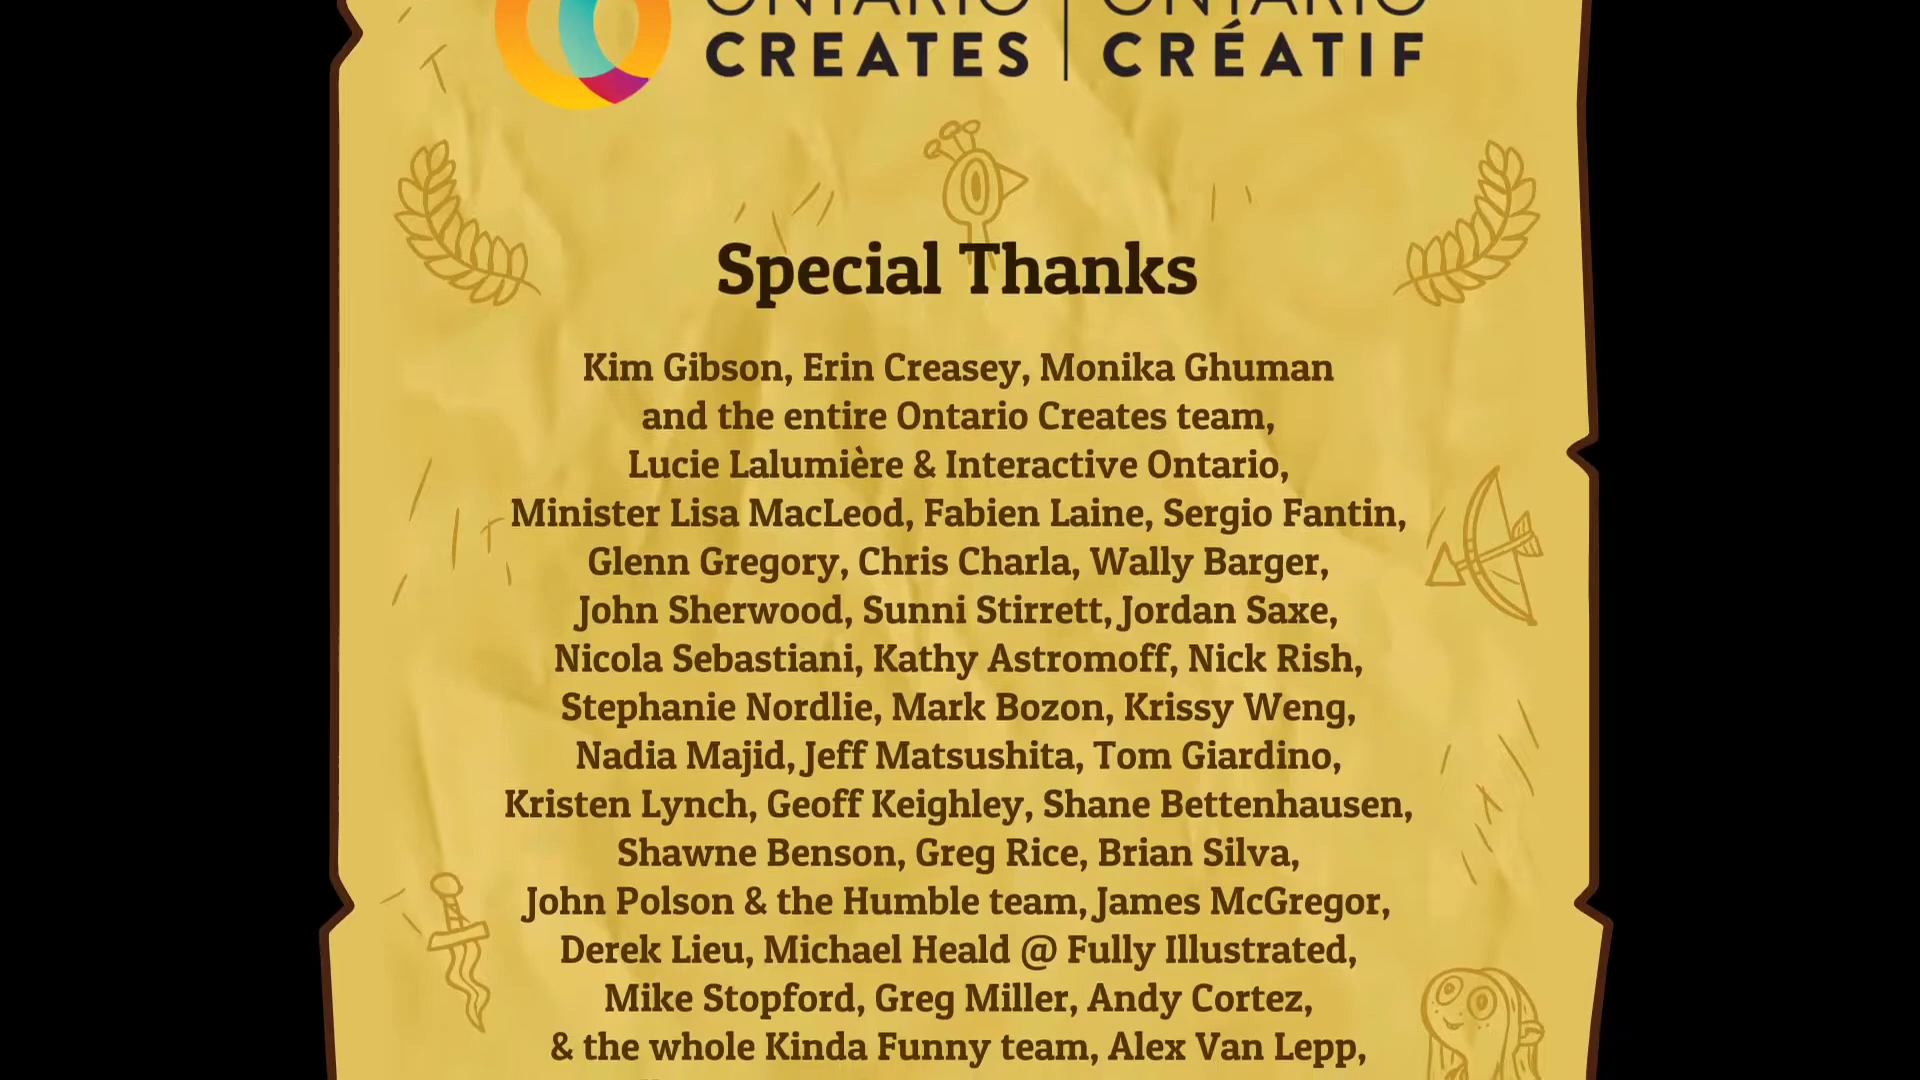 ONTARIO | ONTARIO
CREATES | CRÉATIF
Special Thanks
Kim Gibson, Erin Creasey, Monika Ghuman
and the entire Ontario Creates team,
Lucie Lalumière & Interactive Ontario,
Minister Lisa MacLeod, Fabien Laine, Sergio Fantin,
Glenn Gregory, Chris Charla, Wally Barger,
John Sherwood, Sunni Stirrett, Jordan Saxe,
Nicola Sebastiani, Kathy Astromoff, Nick Rish,
Stephanie Nordlie, Mark Bozon, Krissy Weng,
Nadia Majid, Jeff Matsushita, Tom Giardino,
Kristen Lynch, Geoff Keighley, Shane Bettenhausen,
Shawne Benson, Greg Rice, Brian Silva,
John Polson & the Humble team, James McGregor,
Derek Lieu, Michael Heald @ Fully Illustrated,
Mike Stopford, Greg Miller, Andy Cortez,
& the whole Kinda Funny team, Alex Van Lepp,